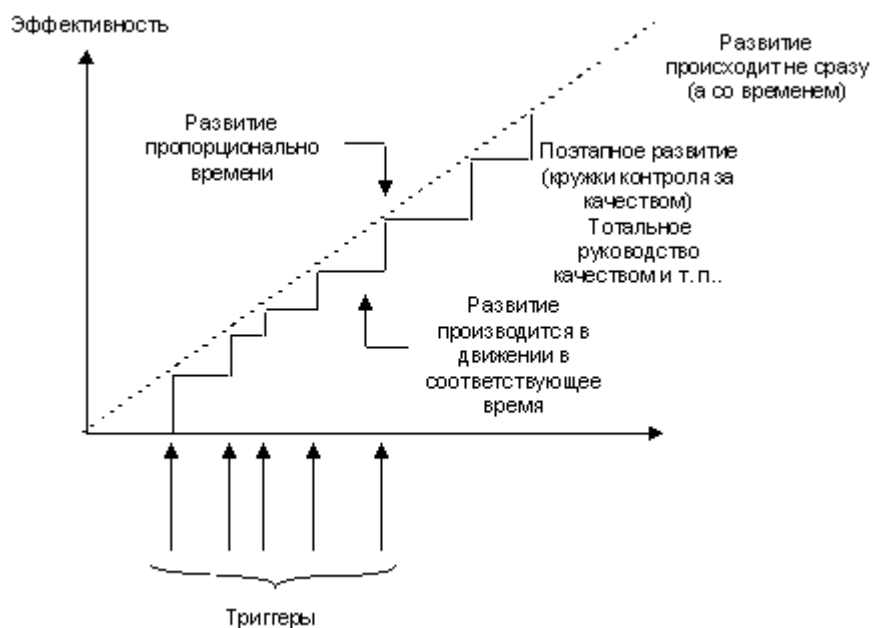 Эффективность
Развитие
происходит не сразу
(а со временем)
Развитие
пропорционально
времени
Поэтапное развитие
(кружки контроля за
качеством)
Тотальное
руководство
качеством и т. п..
Развитие
производится в
движении в
соответствующее
время
Триггеры